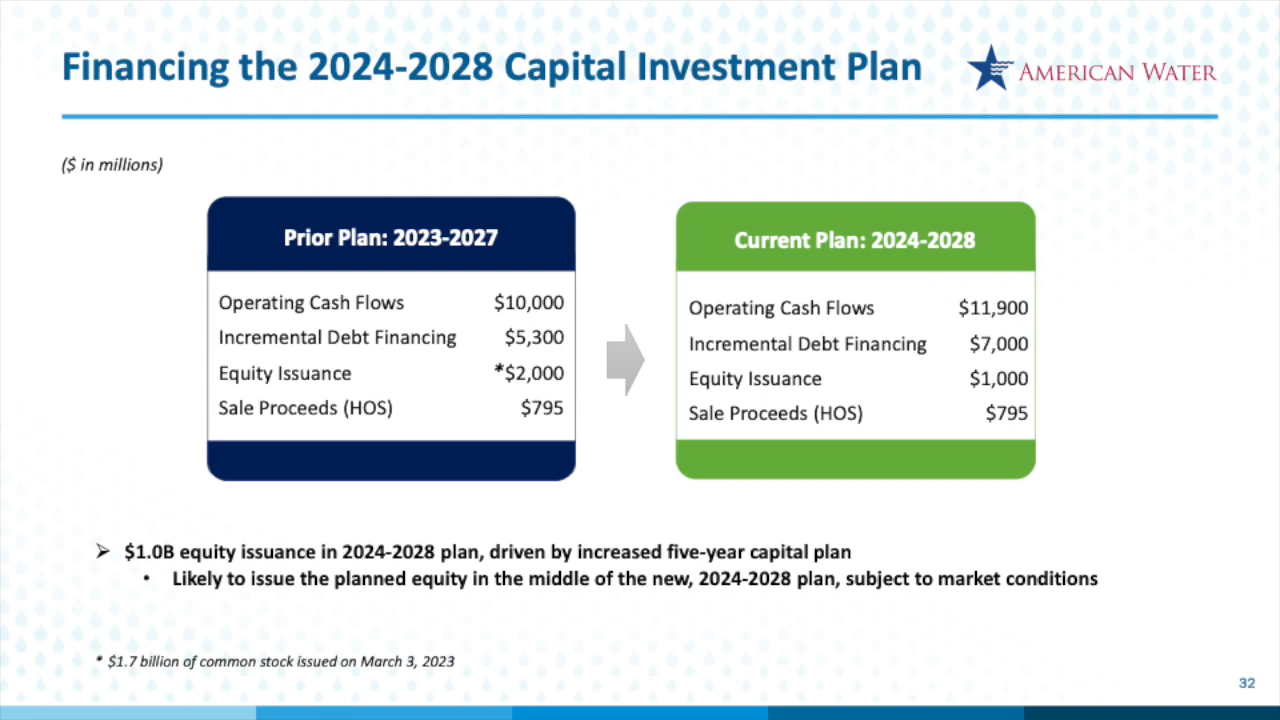 Financing the 2024-2028 Capital Investment Plan
AMERICAN WATER
($ in millions)
Prior Plan: 2023-2027
Operating Cash Flows $10,000
Incremental Debt Financing $5,300
Equity Issuance *$2,000
Sale Proceeds (HOS) $795
Current Plan: 2024-2028
Operating Cash Flows $11,900
Incremental Debt Financing $7,000
Equity Issuance $1,000
Sale Proceeds (HOS) $795
➢ $1.0B equity issuance in 2024-2028 plan, driven by increased five-year capital plan
• Likely to issue the planned equity in the middle of the new, 2024-2028 plan, subject to market conditions
* $1.7 billion of common stock issued on March 3, 2023
32